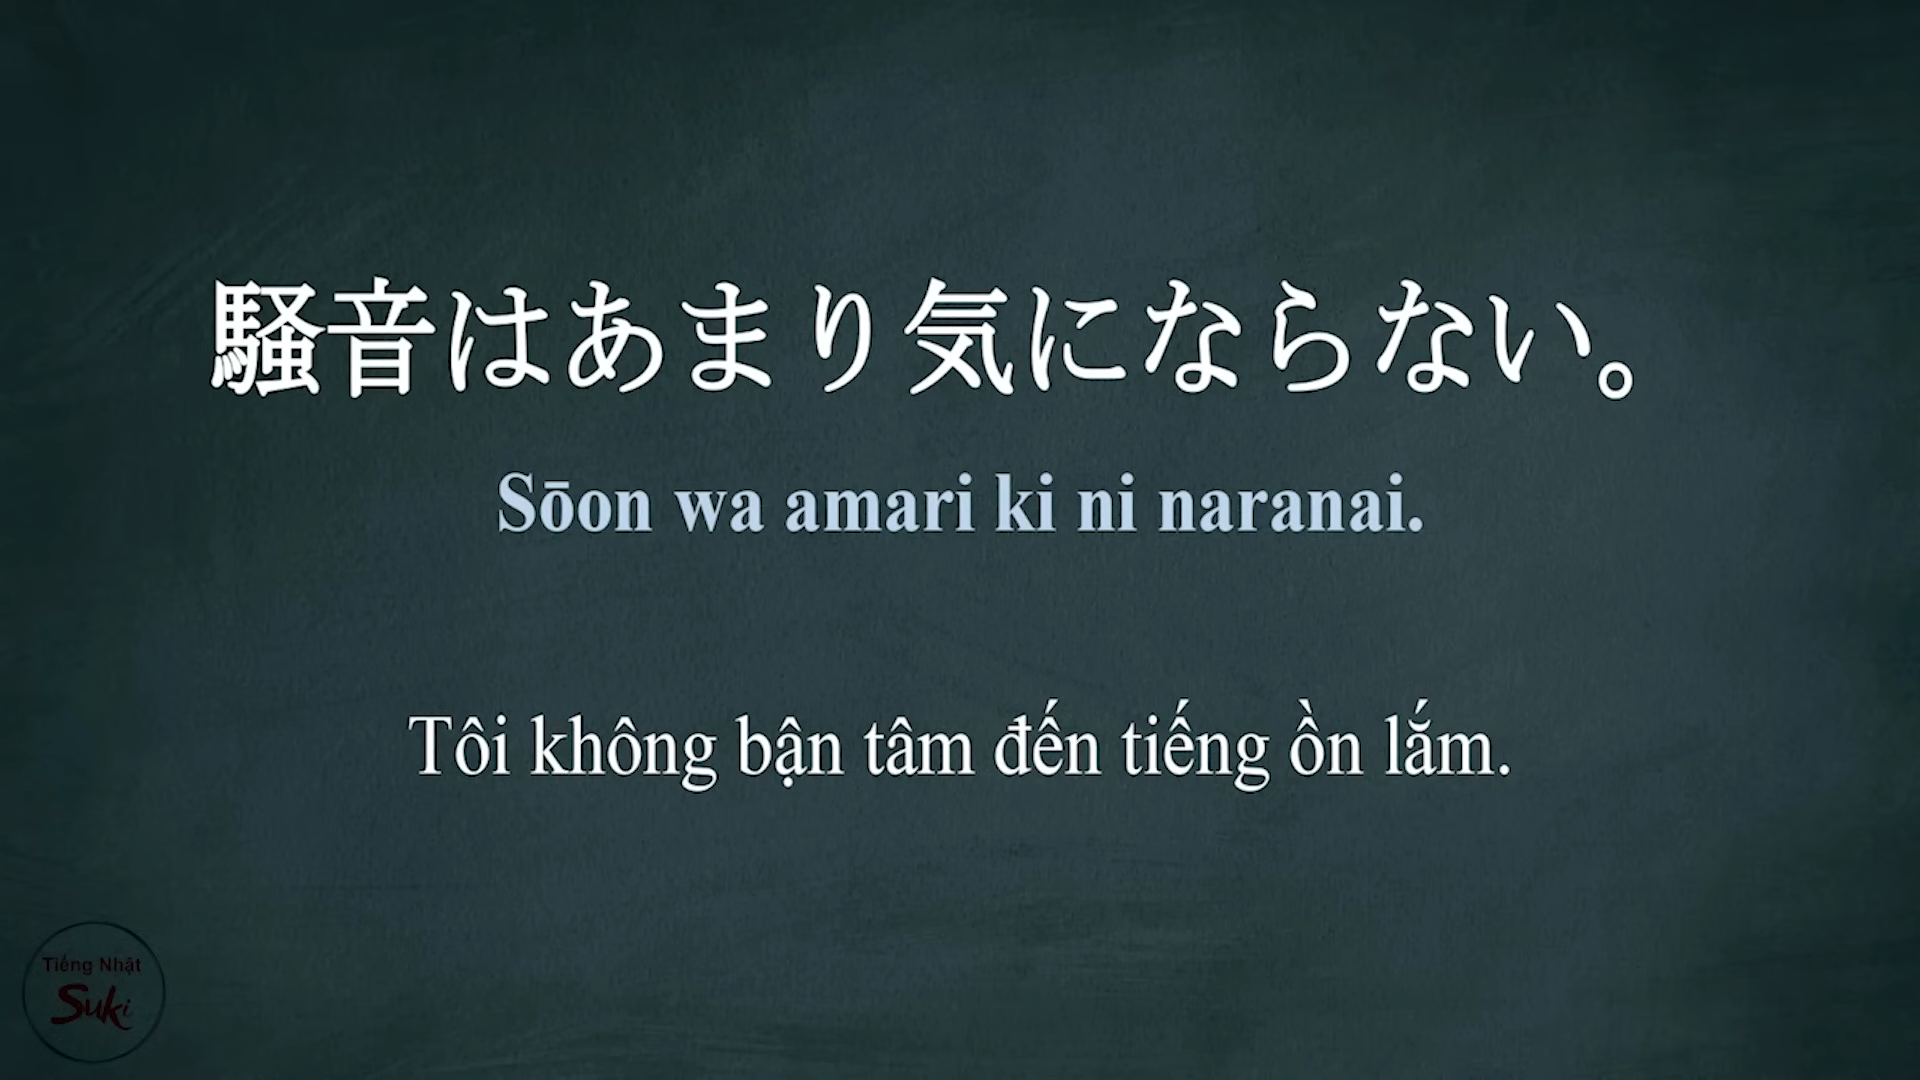 騒音はあまり気にならない。
Sōon wa amari ki ni naranai.
Tôi không bận tâm đến tiếng ồn lắm.
Tiếng Nhật
Suki